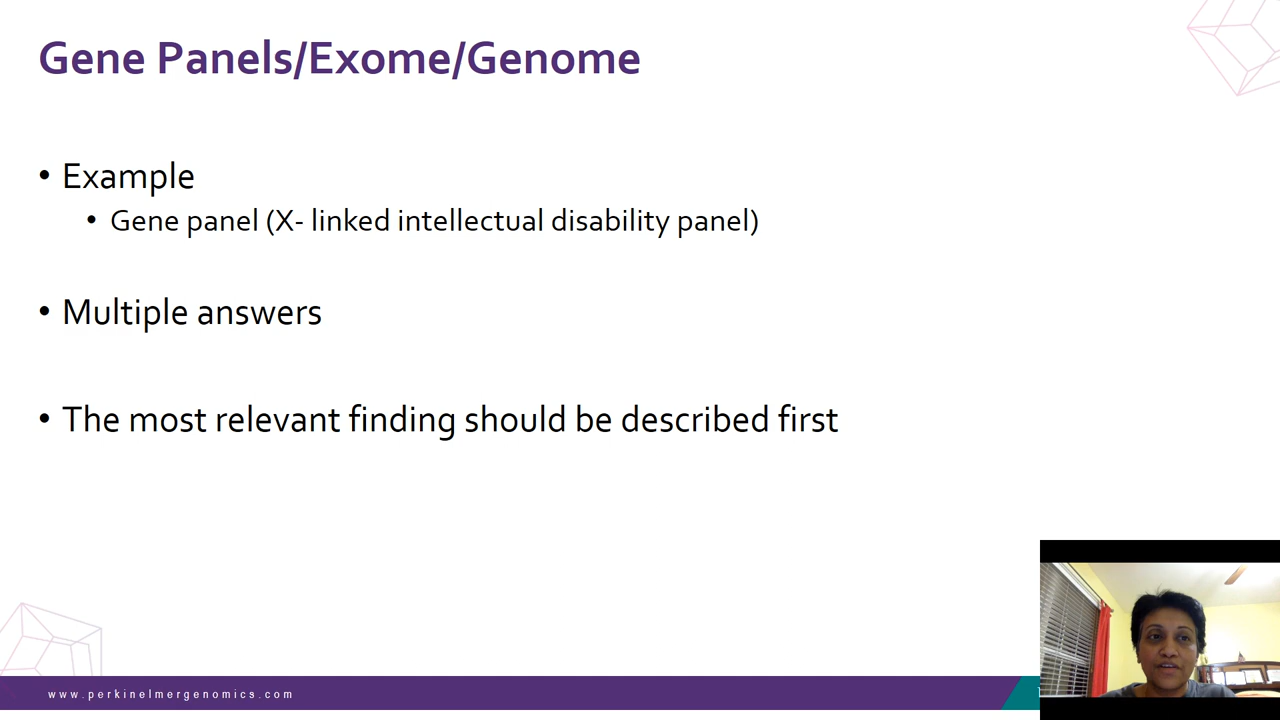 Gene Panels/Exome/Genome
• Example
• Gene panel (X- linked intellectual disability panel)
• Multiple answers
• The most relevant finding should be described first
www.perkinelmergenomics.com